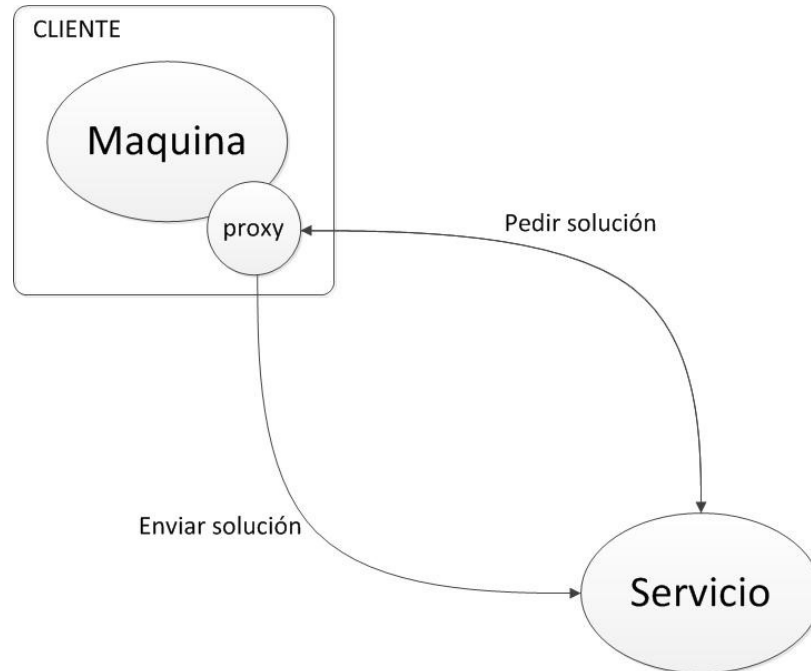 CLIENTE
Maquina
proxy
Pedir solución
Enviar solución
Servicio